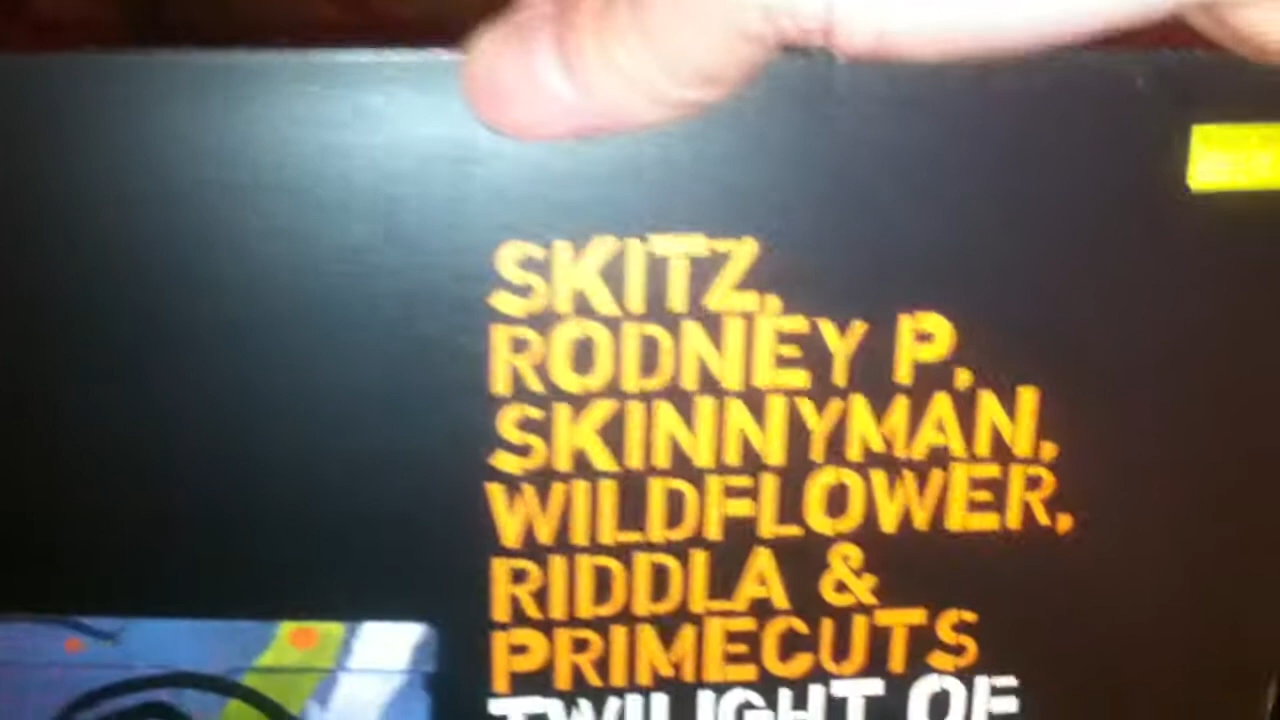 SKITZ,
RODNEY P,
SKINNYMAN,
WILDFLOWER,
RIDDLA &
PRIMECUTS
TWILIGHT OF